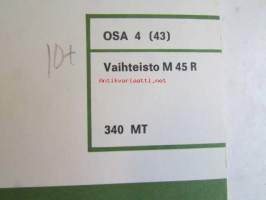 OSA 4 (43)
10+
Vaihteisto M 45 R
Antikvariaatti.net
340 MT